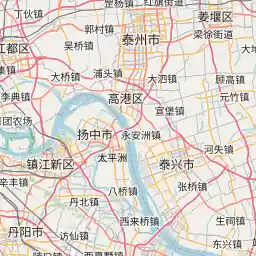 红旗街道
姜堰区
丁伙镇
郭村镇
泰州市
梁徐街道
江都区
吴桥镇
大桥镇
浦头镇
大泗镇
顾高镇
李典镇
高港区
元竹镇
宣堡镇
团农场
扬中市
永安洲镇
河失镇
镇江新区
太平洲
泰兴市
辛丰镇
八桥镇
张桥镇
丹北镇
西来桥镇
生祠镇
丹阳市
访仙镇
东兴镇